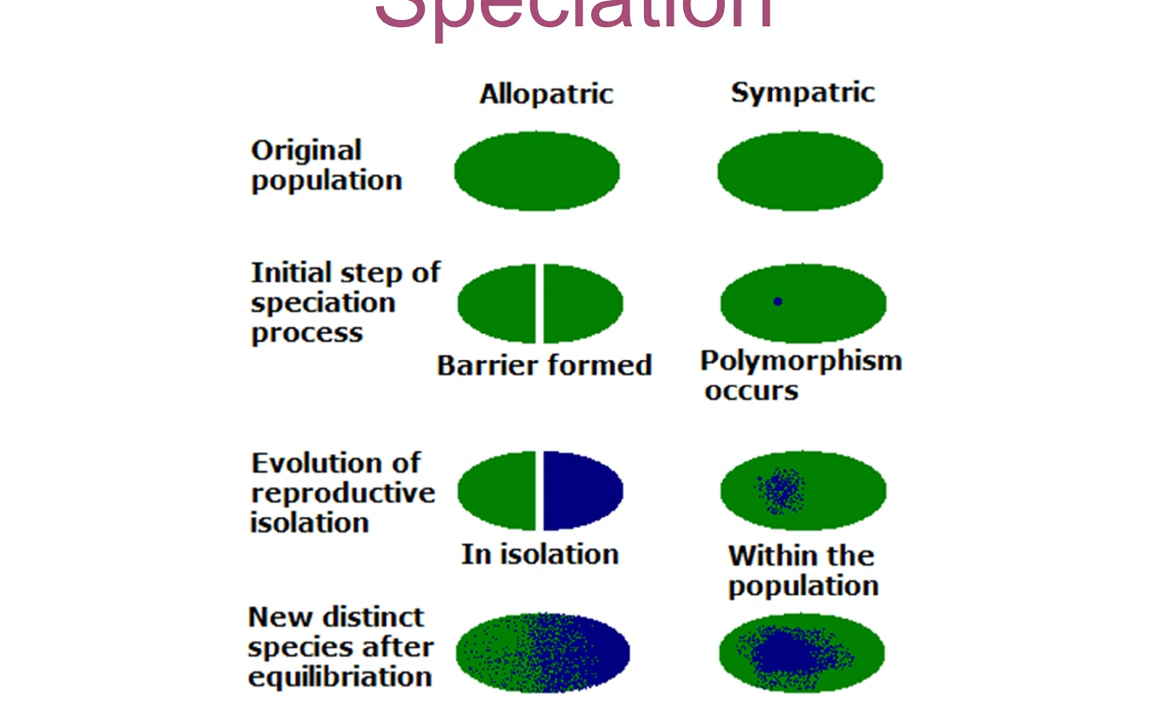 Speciation
Allopatric
Sympatric
Original
population
Initial step of
speciation
process
Barrier formed
Polymorphism
occurs
Evolution of
reproductive
isolation
In isolation
Within the
population
New distinct
species after
equilibriation